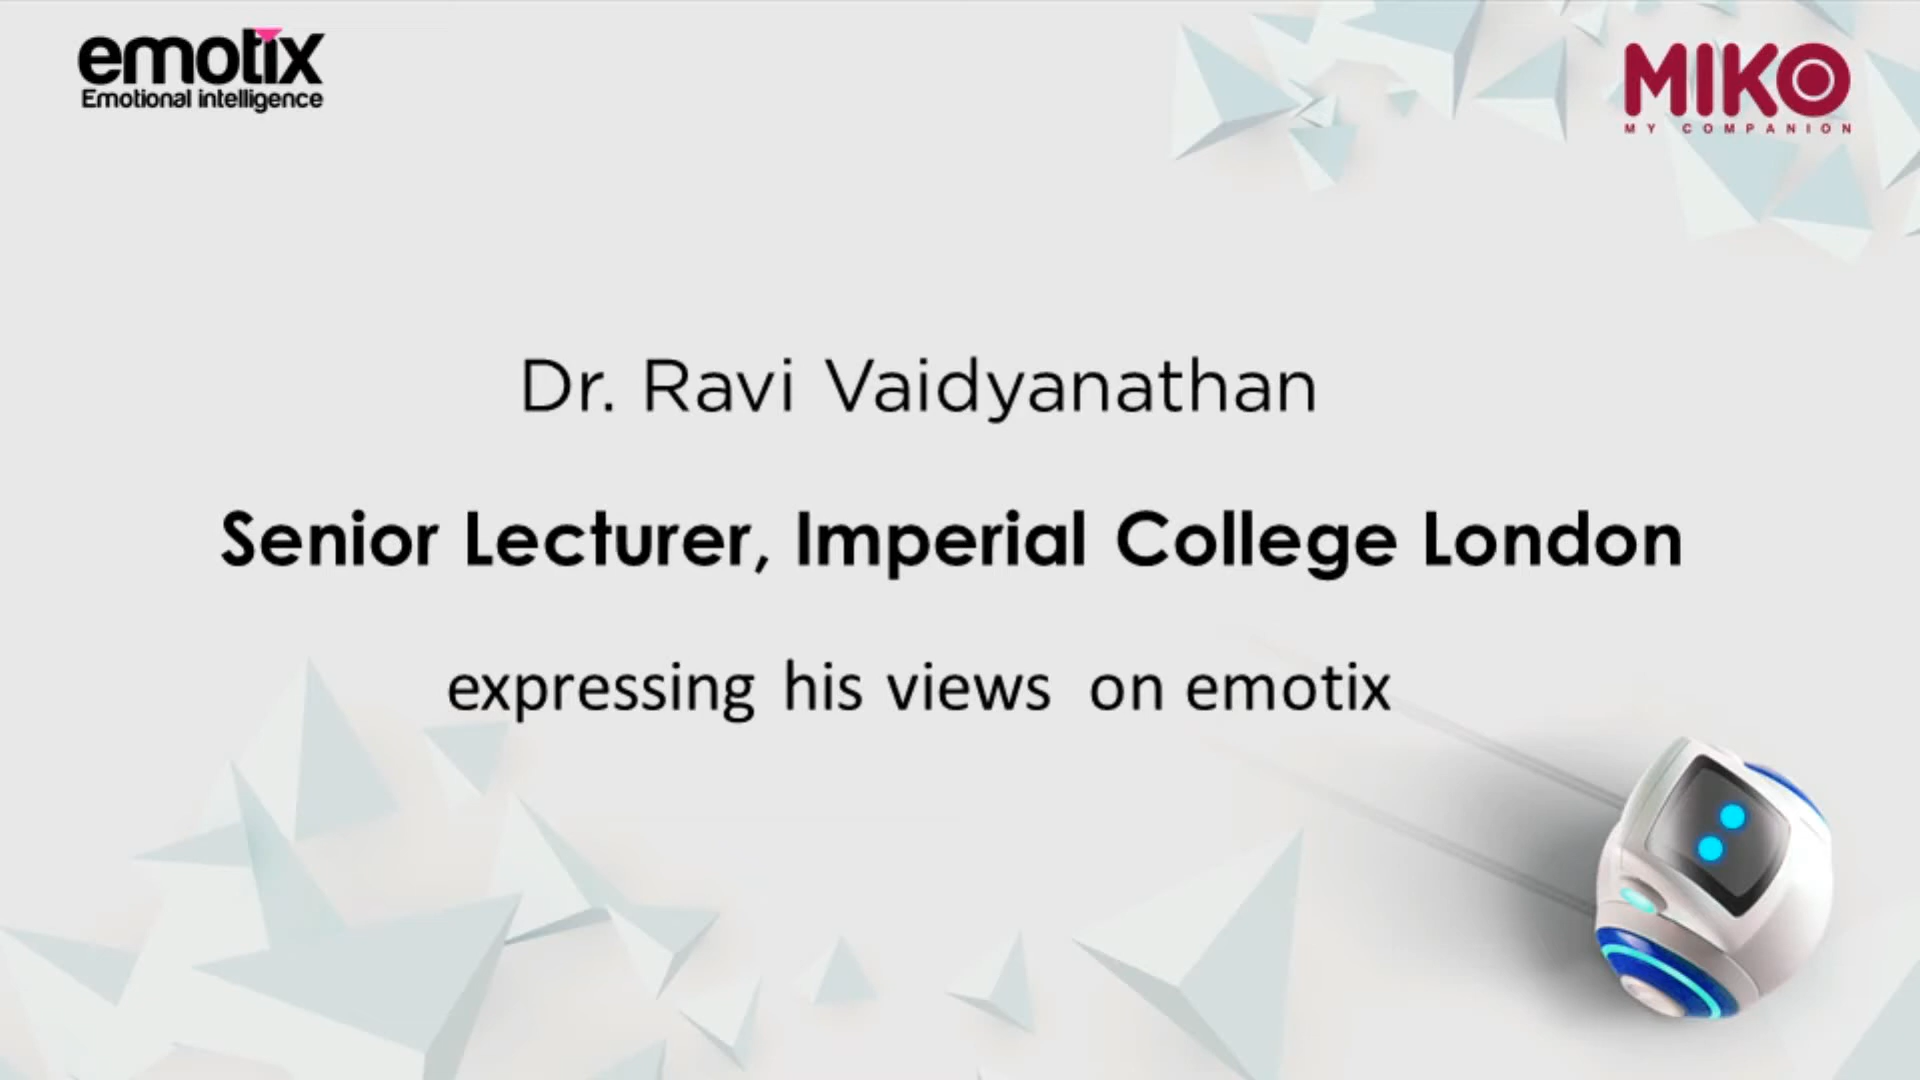 emotix
Emotional intelligence
MIKO
MY COMPANION
Dr. Ravi Vaidyanathan
Senior Lecturer, Imperial College London
expressing his views on emotix